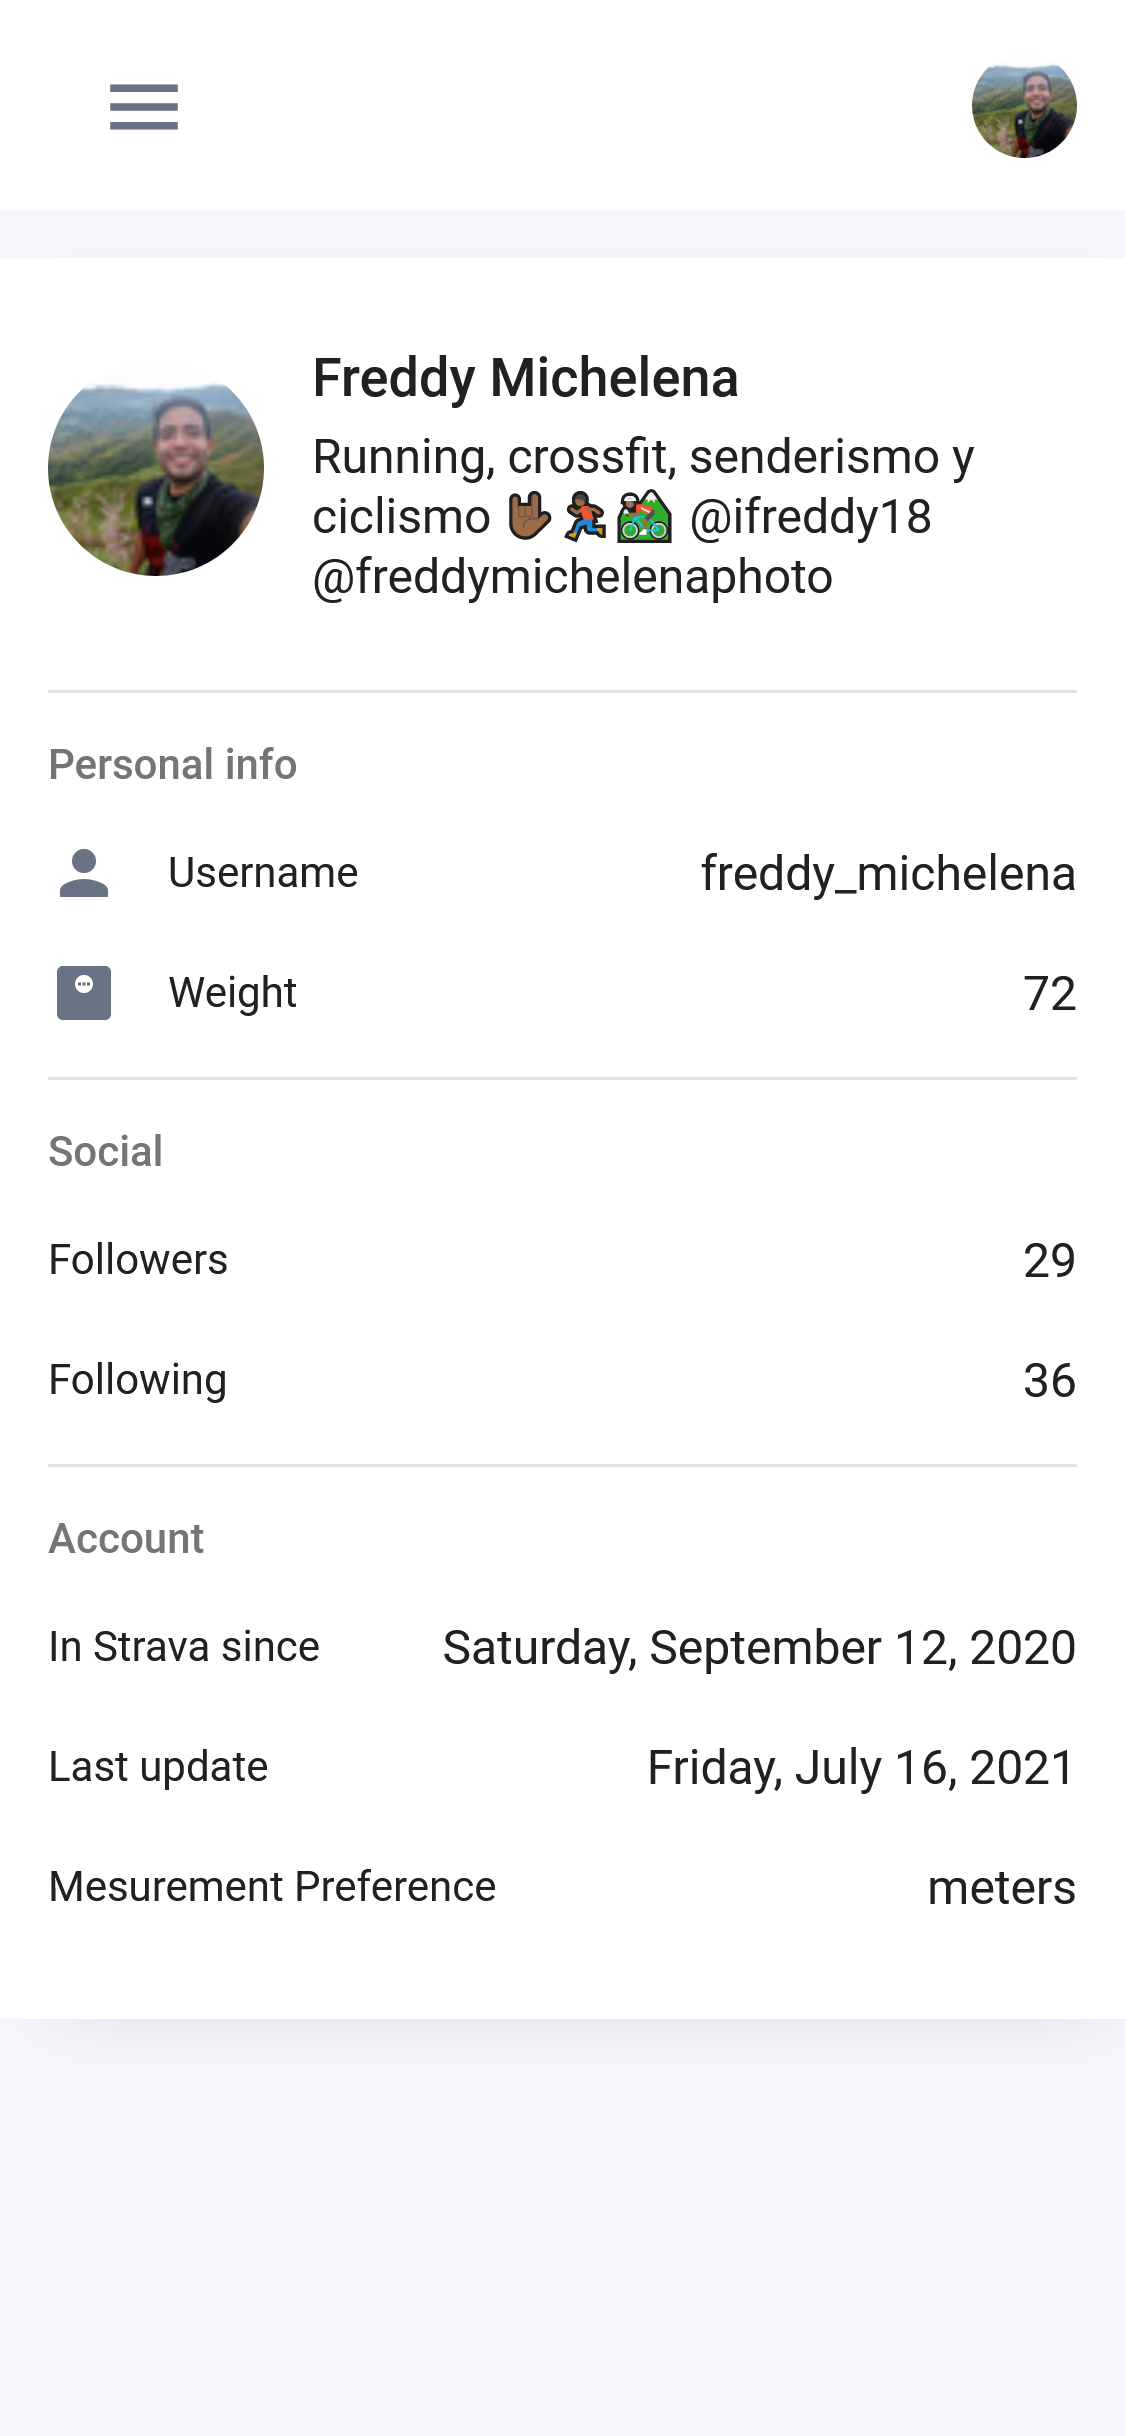 Freddy Michelena
Running, crossfit, senderismo y
ciclismo 🤟🏾🏃🏾🚵🏾 @ifreddy18
@freddymichelenaphoto
Personal info
Username freddy_michelena
Weight 72
Social
Followers 29
Following 36
Account
In Strava since Saturday, September 12, 2020
Last update Friday, July 16, 2021
Mesurement Preference meters